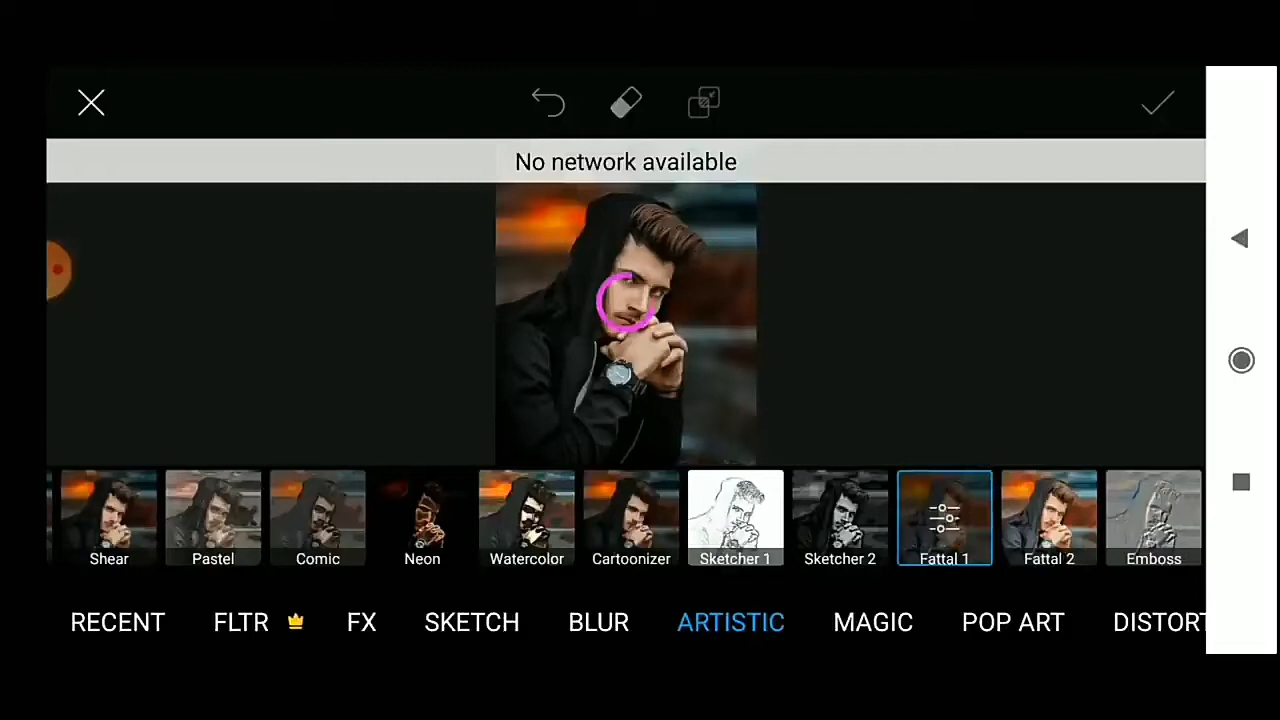 No network available
Shear Pastel Comic Neon Watercolor Cartoonizer Sketcher 1 Sketcher 2 Fattal 1 Fattal 2 Emboss
RECENT FLTR FX SKETCH BLUR ARTISTIC MAGIC POP ART DISTORT